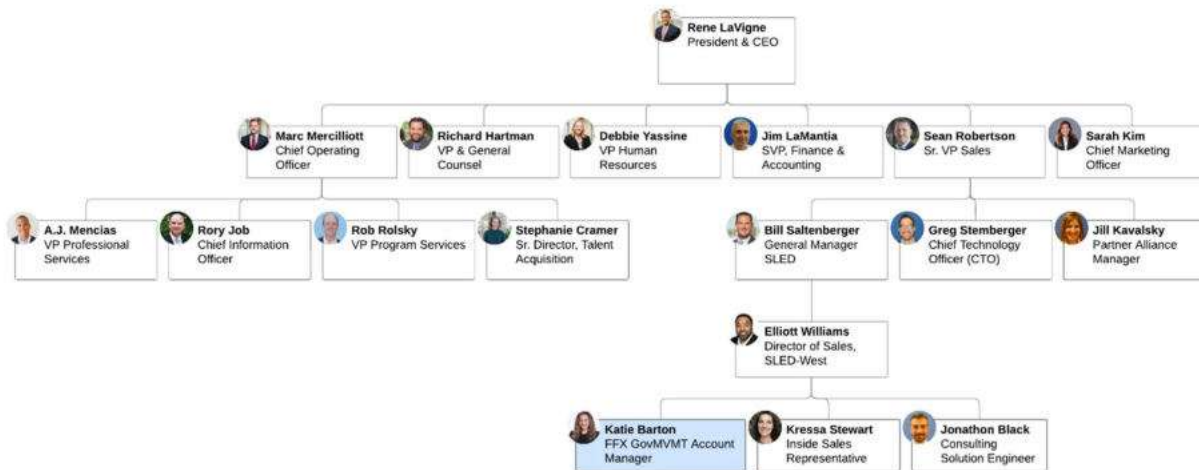 Rene LaVigne
President & CEO
Marc Mercilliott
Chief Operating
Officer
Richard Hartman
VP & General
Counsel
Debbie Yassine
VP Human
Resources
Jim LaMantia
SVP, Finance &
Accounting
Sean Robertson
Sr. VP Sales
Sarah Kim
Chief Marketing
Officer
A.J. Mencias
VP Professional
Services
Rory Job
Chief Information
Officer
Rob Rolsky
VP Program Services
Stephanie Cramer
Sr. Director, Talent
Acquisition
Bill Saltenberger
General Manager
SLED
Greg Stemberger
Chief Technology
Officer (CTO)
Jill Kavalsky
Partner Alliance
Manager
Elliott Williams
Director of Sales,
SLED-West
Katie Barton
FFX GovMVMT Account
Manager
Kressa Stewart
Inside Sales
Representative
Jonathon Black
Consulting
Solution Engineer